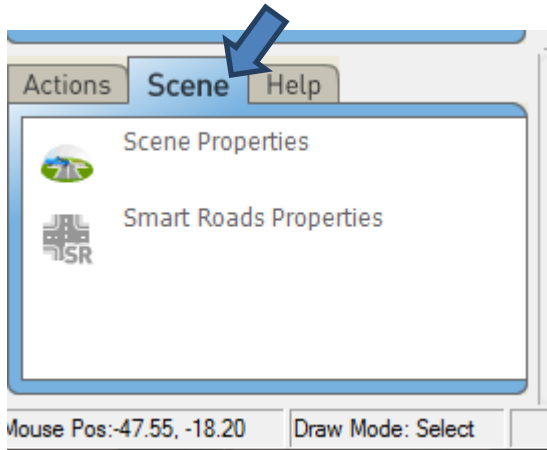 Actions Scene Help
Scene Properties
Smart Roads Properties
SR
Mouse Pos:-47.55, -18.20 Draw Mode: Select